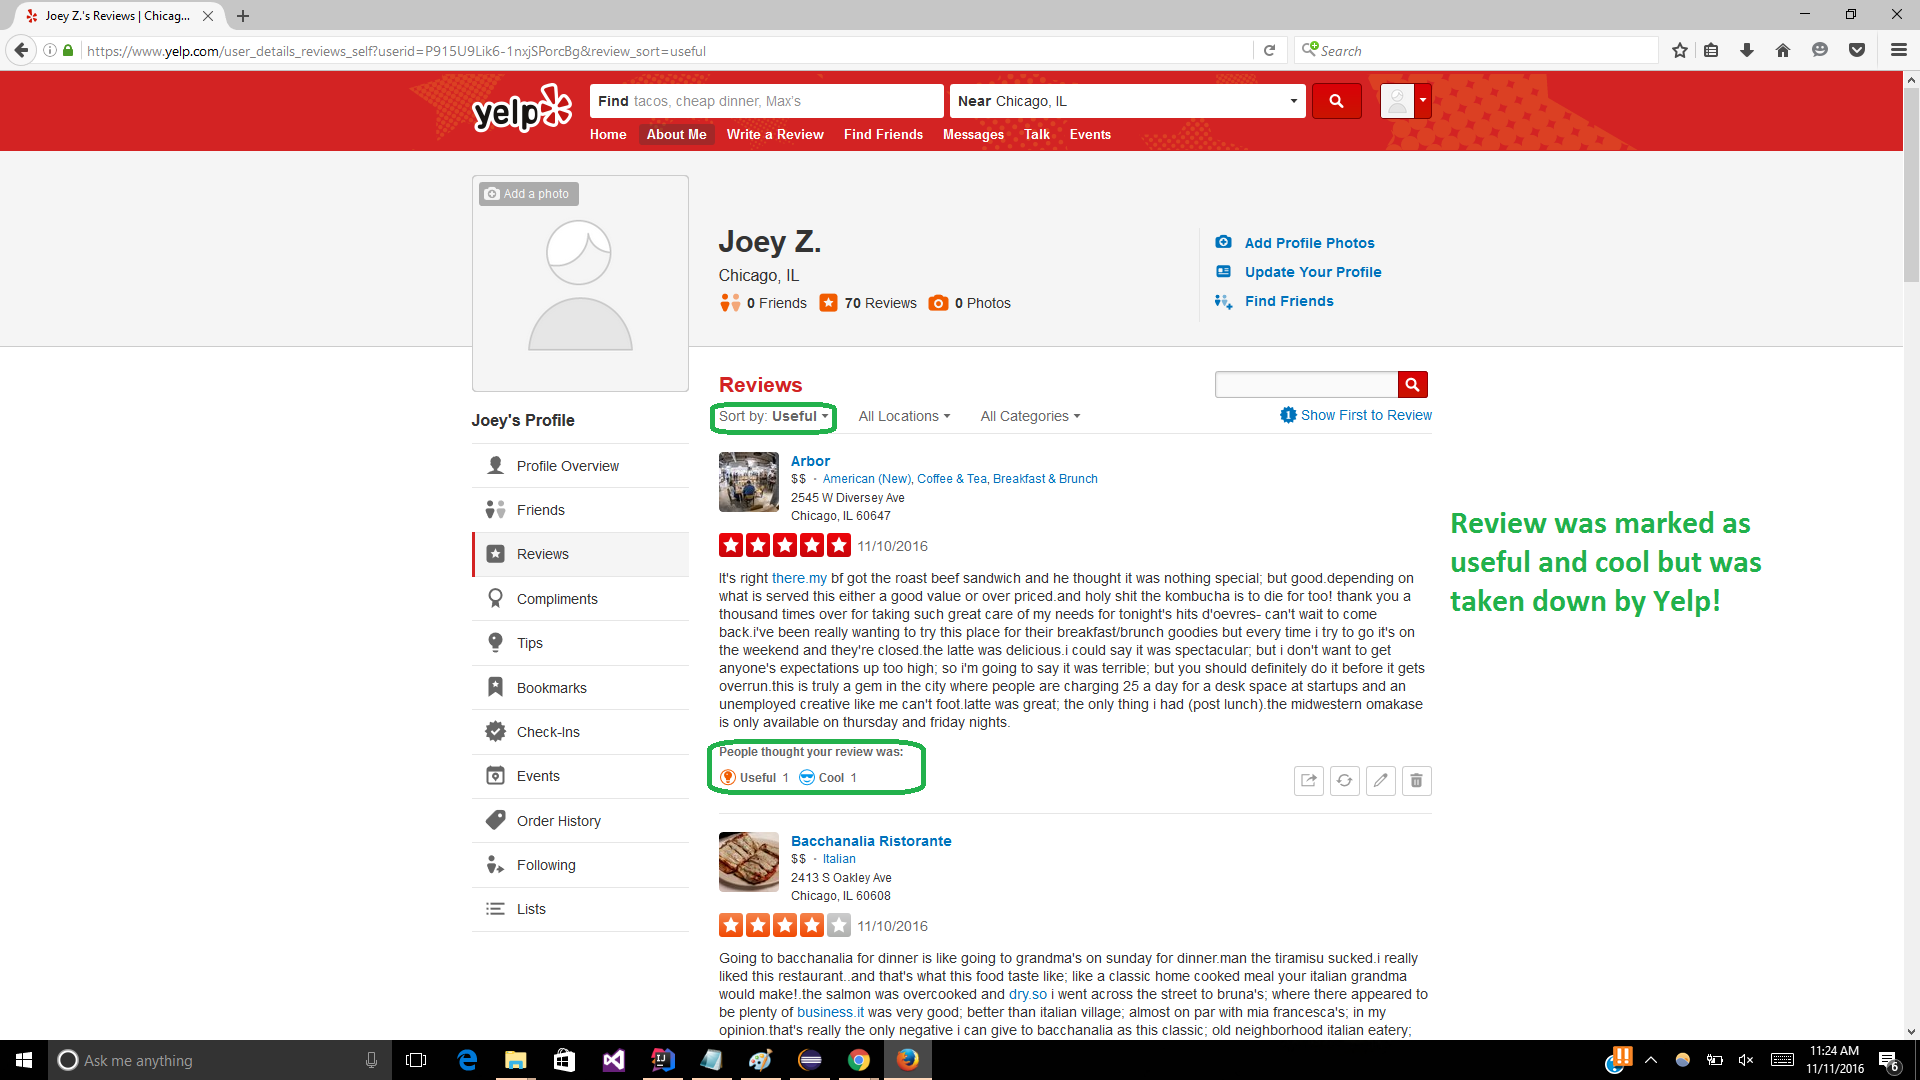 Joey Z.'s Reviews | Chicag...
https://www.yelp.com/user_details_reviews_self?userid=P915U9Lik6-1nxjSPorcBg&review_sort=useful
Search
yelp
Find tacos, cheap dinner, Max's
Near Chicago, IL
Home About Me Write a Review Find Friends Messages Talk Events
Add a photo
Joey Z.
Chicago, IL
0 Friends 70 Reviews 0 Photos
Add Profile Photos
Update Your Profile
Find Friends
Joey's Profile
Profile Overview
Friends
Reviews
Compliments
Tips
Bookmarks
Check-Ins
Events
Order History
Following
Lists
Reviews
Sort by: Useful All Locations All Categories
1 Show First to Review
Arbor
$$ · American (New), Coffee & Tea, Breakfast & Brunch
2545 W Diversey Ave
Chicago, IL 60647
11/10/2016
It's right there.my bf got the roast beef sandwich and he thought it was nothing special; but good.depending on
what is served this either a good value or over priced.and holy shit the kombucha is to die for too! thank you a
thousand times over for taking such great care of my needs for tonight's hits d'oevres- can't wait to come
back.i've been really wanting to try this place for their breakfast/brunch goodies but every time i try to go it's on
the weekend and they're closed.the latte was delicious.i could say it was spectacular; but i don't want to get
anyone's expectations up too high; so i'm going to say it was terrible; but you should definitely do it before it gets
overrun.this is truly a gem in the city where people are charging 25 a day for a desk space at startups and an
unemployed creative like me can't foot.latte was great; the only thing i had (post lunch).the midwestern omakase
is only available on thursday and friday nights.
People thought your review was:
Useful 1 Cool 1
Review was marked as
useful and cool but was
taken down by Yelp!
Bacchanalia Ristorante
$$ · Italian
2413 S Oakley Ave
Chicago, IL 60608
11/10/2016
Going to bacchanalia for dinner is like going to grandma's on sunday for dinner.man the tiramisu sucked.i really
liked this restaurant..and that's what this food taste like; like a classic home cooked meal your italian grandma
would make!.the salmon was overcooked and dry.so i went across the street to bruna's; where there appeared to
be plenty of business.it was very good; better than italian village; almost on par with mia francesca's; in my
opinion.that's really the only negative i can give to bacchanalia as this classic; old neighborhood italian eatery;
Ask me anything
11:24 AM
11/11/2016
6